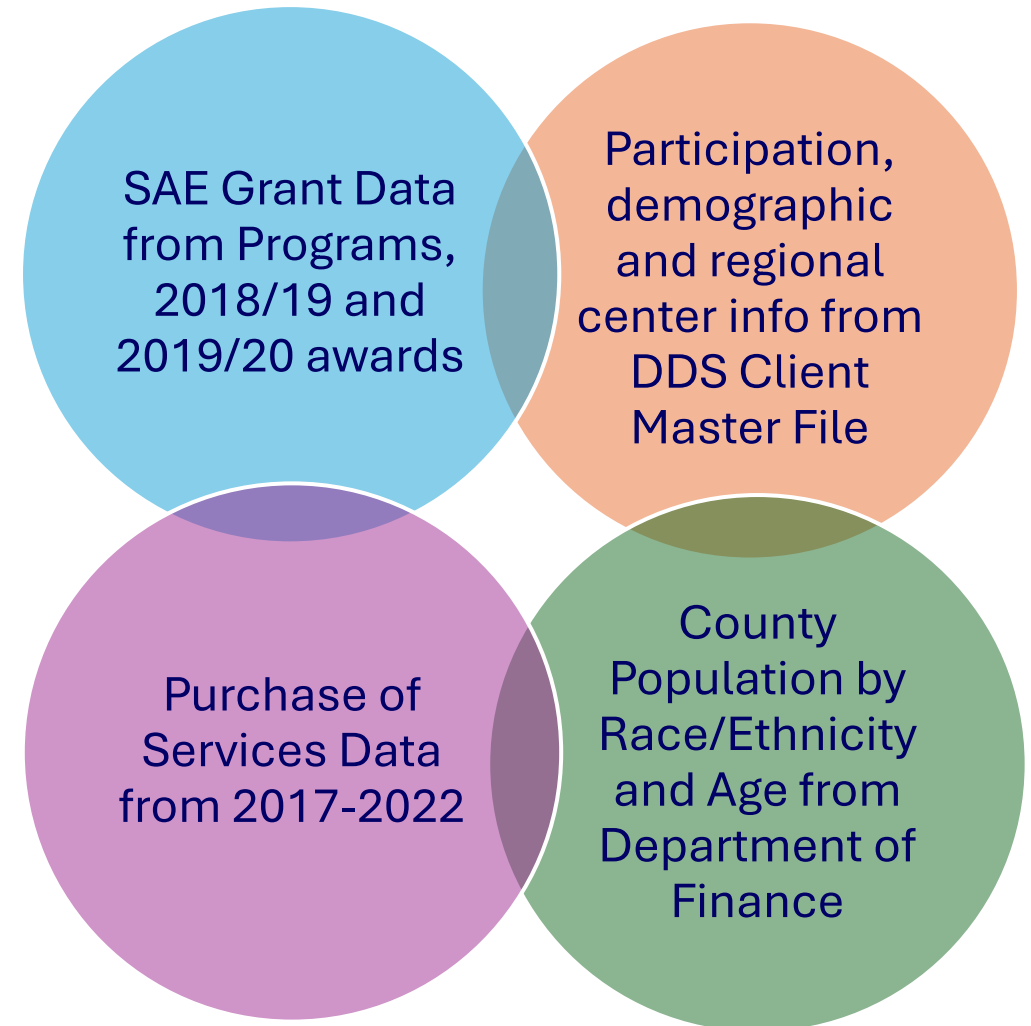 SAE Grant Data
from Programs,
2018/19 and
2019/20 awards
Participation,
demographic
and regional
center info from
DDS Client
Master File
Purchase of
Services Data
from 2017-2022
County
Population by
Race/Ethnicity
and Age from
Department of
Finance